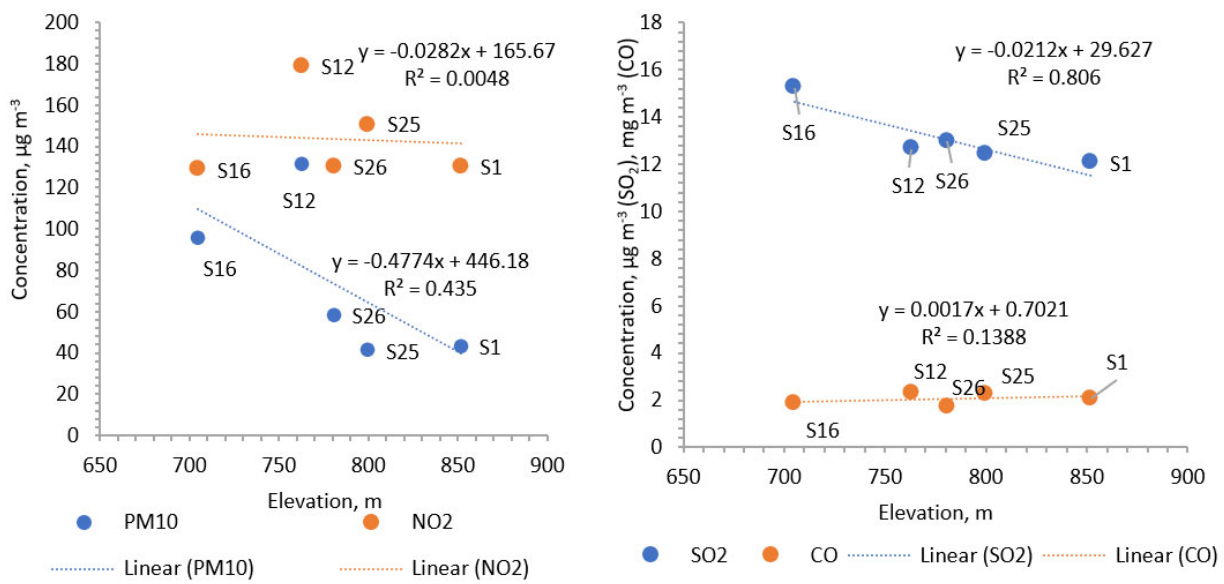 Concentration, µg m⁻³
200
180
160
140
120
100
80
60
40
20
0
650
700
750
800
850
900
Elevation, m
y = -0.0282x + 165.67
R² = 0.0048
S12
S25
S16
S26
S1
S12
S16
y = -0.4774x + 446.18
R² = 0.435
S26
S25
S1
PM10
NO2
Linear (PM10)
Linear (NO2)
Concentration, µg m⁻³ (SO₂), mg m⁻³ (CO)
18
16
14
12
10
8
6
4
2
0
650
700
750
800
850
900
Elevation, m
y = -0.0212x + 29.627
R² = 0.806
S16
S25
S12
S26
S1
y = 0.0017x + 0.7021
R² = 0.1388
S12
S26
S25
S1
S16
SO2
CO
Linear (SO2)
Linear (CO)